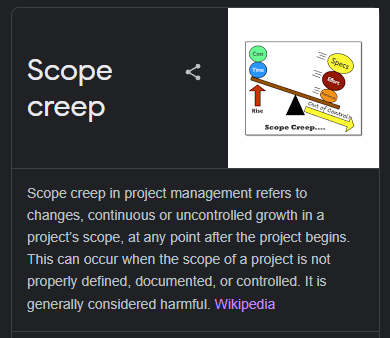 Scope
creep
Cost
Time
Specs
Effort
Rise
Out of Control!
Scope Creep....
Scope creep in project management refers to
changes, continuous or uncontrolled growth in a
project's scope, at any point after the project begins.
This can occur when the scope of a project is not
properly defined, documented, or controlled. It is
generally considered harmful. Wikipedia